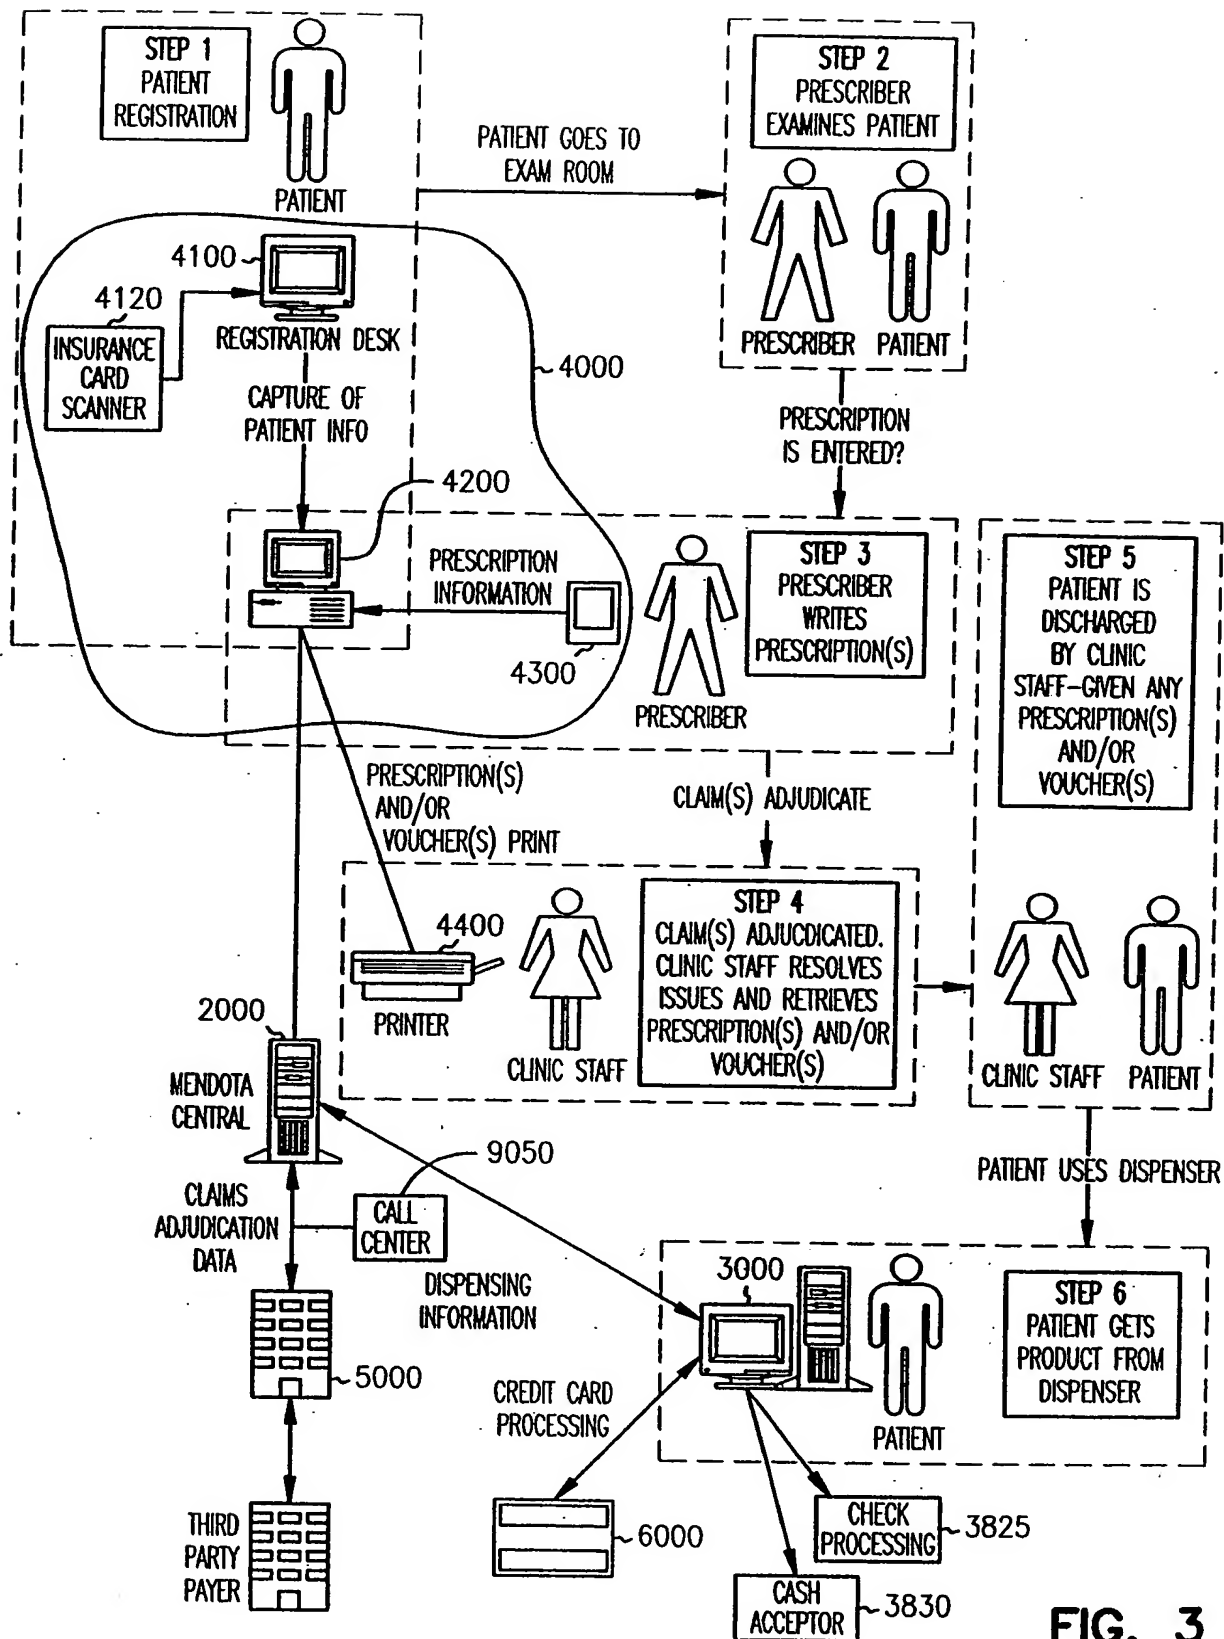 STEP 1
PATIENT
REGISTRATION
PATIENT
PATIENT GOES TO
EXAM ROOM
STEP 2
PRESCRIBER
EXAMINES PATIENT
PRESCRIBER
PATIENT
4100
4120
INSURANCE
CARD
SCANNER
REGISTRATION DESK
4000
CAPTURE OF
PATIENT INFO
PRESCRIPTION
IS ENTERED?
4200
PRESCRIPTION
INFORMATION
4300
PRESCRIBER
STEP 3
PRESCRIBER
WRITES
PRESCRIPTION(S)
STEP 5
PATIENT IS
DISCHARGED
BY CLINIC
STAFF-GIVEN ANY
PRESCRIPTION(S)
AND/OR
VOUCHER(S)
PRESCRIPTION(S)
AND/OR
VOUCHER(S) PRINT
CLAIM(S) ADJUDICATE
4400
PRINTER
CLINIC STAFF
STEP 4
CLAIM(S) ADJUCDICATED.
CLINIC STAFF RESOLVES
ISSUES AND RETRIEVES
PRESCRIPTION(S) AND/OR
VOUCHER(S)
CLINIC STAFF
PATIENT
2000
MENDOTA
CENTRAL
9050
CALL
CENTER
CLAIMS
ADJUDICATION
DATA
PATIENT USES DISPENSER
DISPENSING
INFORMATION
3000
PATIENT
STEP 6
PATIENT GETS
PRODUCT FROM
DISPENSER
5000
CREDIT CARD
PROCESSING
THIRD
PARTY
PAYER
6000
CHECK
PROCESSING
3825
CASH
ACCEPTOR
3830
FIG. 3